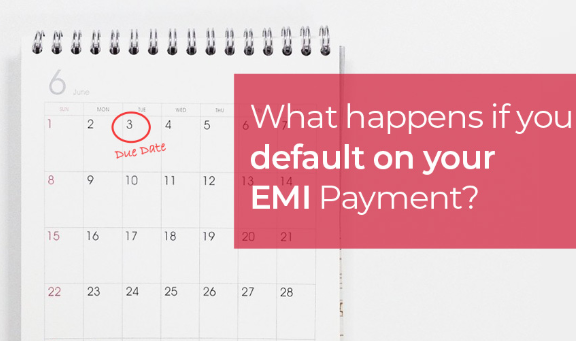 6 June
SUN MON TUE WED THU
1 2 3 4 5 6 7
Due Date
8 9 10 11 12 13 14
15 16 17 18 19 20 21
22 23 24 25 26 27 28
What happens if you
default on your
EMI Payment?